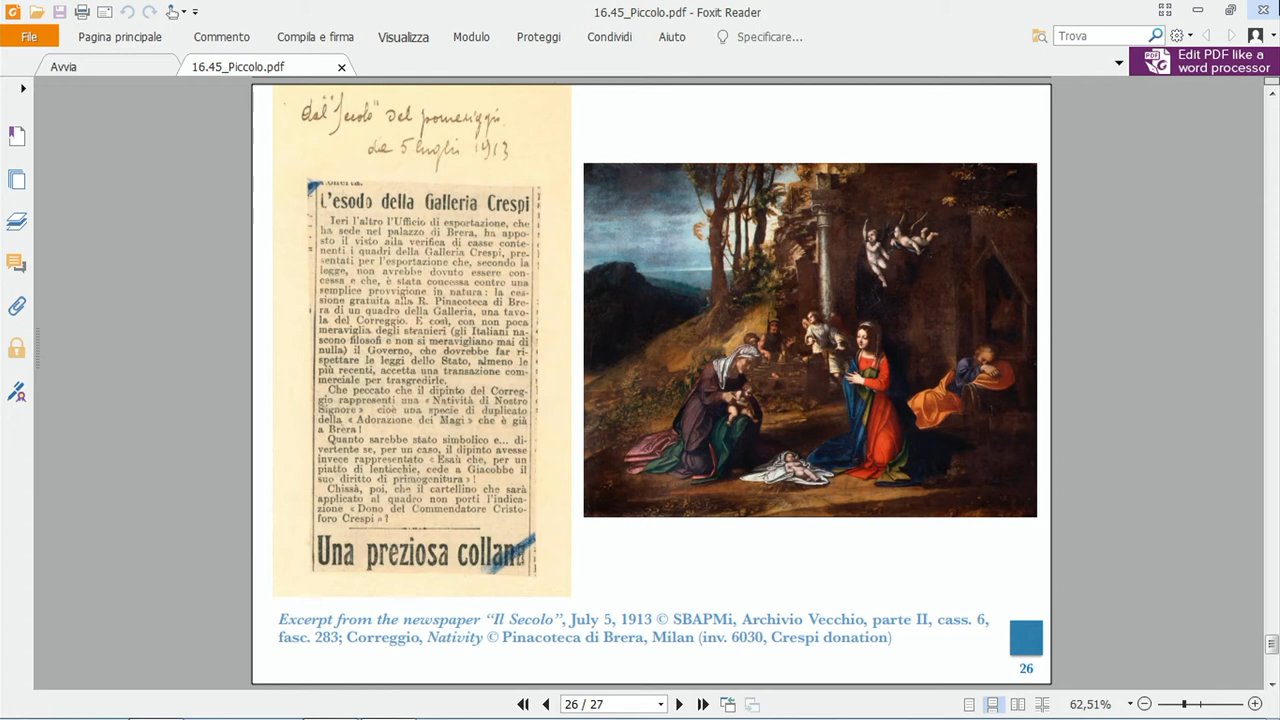 16.45_Piccolo.pdf - Foxit Reader
File Pagina principale Commento Compila e firma Visualizza Modulo Proteggi Condividi Aiuto Specificare... Trova
Avvia 16.45_Piccolo.pdf
Edit PDF like a
word processor
dal "Secolo" del pomeriggio
5 luglio 1913
L'esodo della Galleria Crespi
Ieri l'altro l'Ufficio di esportazione, che
ha sede nel palazzo di Brera, ha appo-
sto il visto alla verifica di casse conte-
nenti i quadri della Galleria Crespi, pre-
sentati per l'esportazione che, secondo la
legge, non avrebbe dovuto essere con-
cessa e che, è stata concessa contro una
semplice provvigione in natura: la ces-
sione gratuita alla R. Pinacoteca di Bre-
ra di un quadro della Galleria, una tavo-
la del Correggio. E così, con non poca
meraviglia degli stranieri (gli Italiani na-
scono filosofi e non si meravigliano mai di
nulla) il Governo, che dovrebbe far ri-
spettare le leggi dello Stato, almeno le
più recenti, accetta una transazione com-
merciale per trasgredirle.
Che peccato che il dipinto del Correg-
gio rappresenti una «Natività di Nostro
Signore» cioè una specie di duplicato
della «Adorazione dei Magi» che è già
a Brera!
Quanto sarebbe stato simbolico e... di-
vertente se, per un caso, il dipinto avesse
invece rappresentato «Esaù che, per un
piatto di lenticchie, cede a Giacobbe il
suo diritto di primogenitura»!
Chissà, poi, che il cartellino che sarà
applicato al quadro non porti l'indica-
zione «Dono del Commendatore Cristo-
foro Crespi»?
Una preziosa collana
Excerpt from the newspaper “Il Secolo”, July 5, 1913 © SBAPMi, Archivio Vecchio, parte II, cass. 6,
fasc. 283; Correggio, Nativity © Pinacoteca di Brera, Milan (inv. 6030, Crespi donation)
26
26 / 27
62,51%